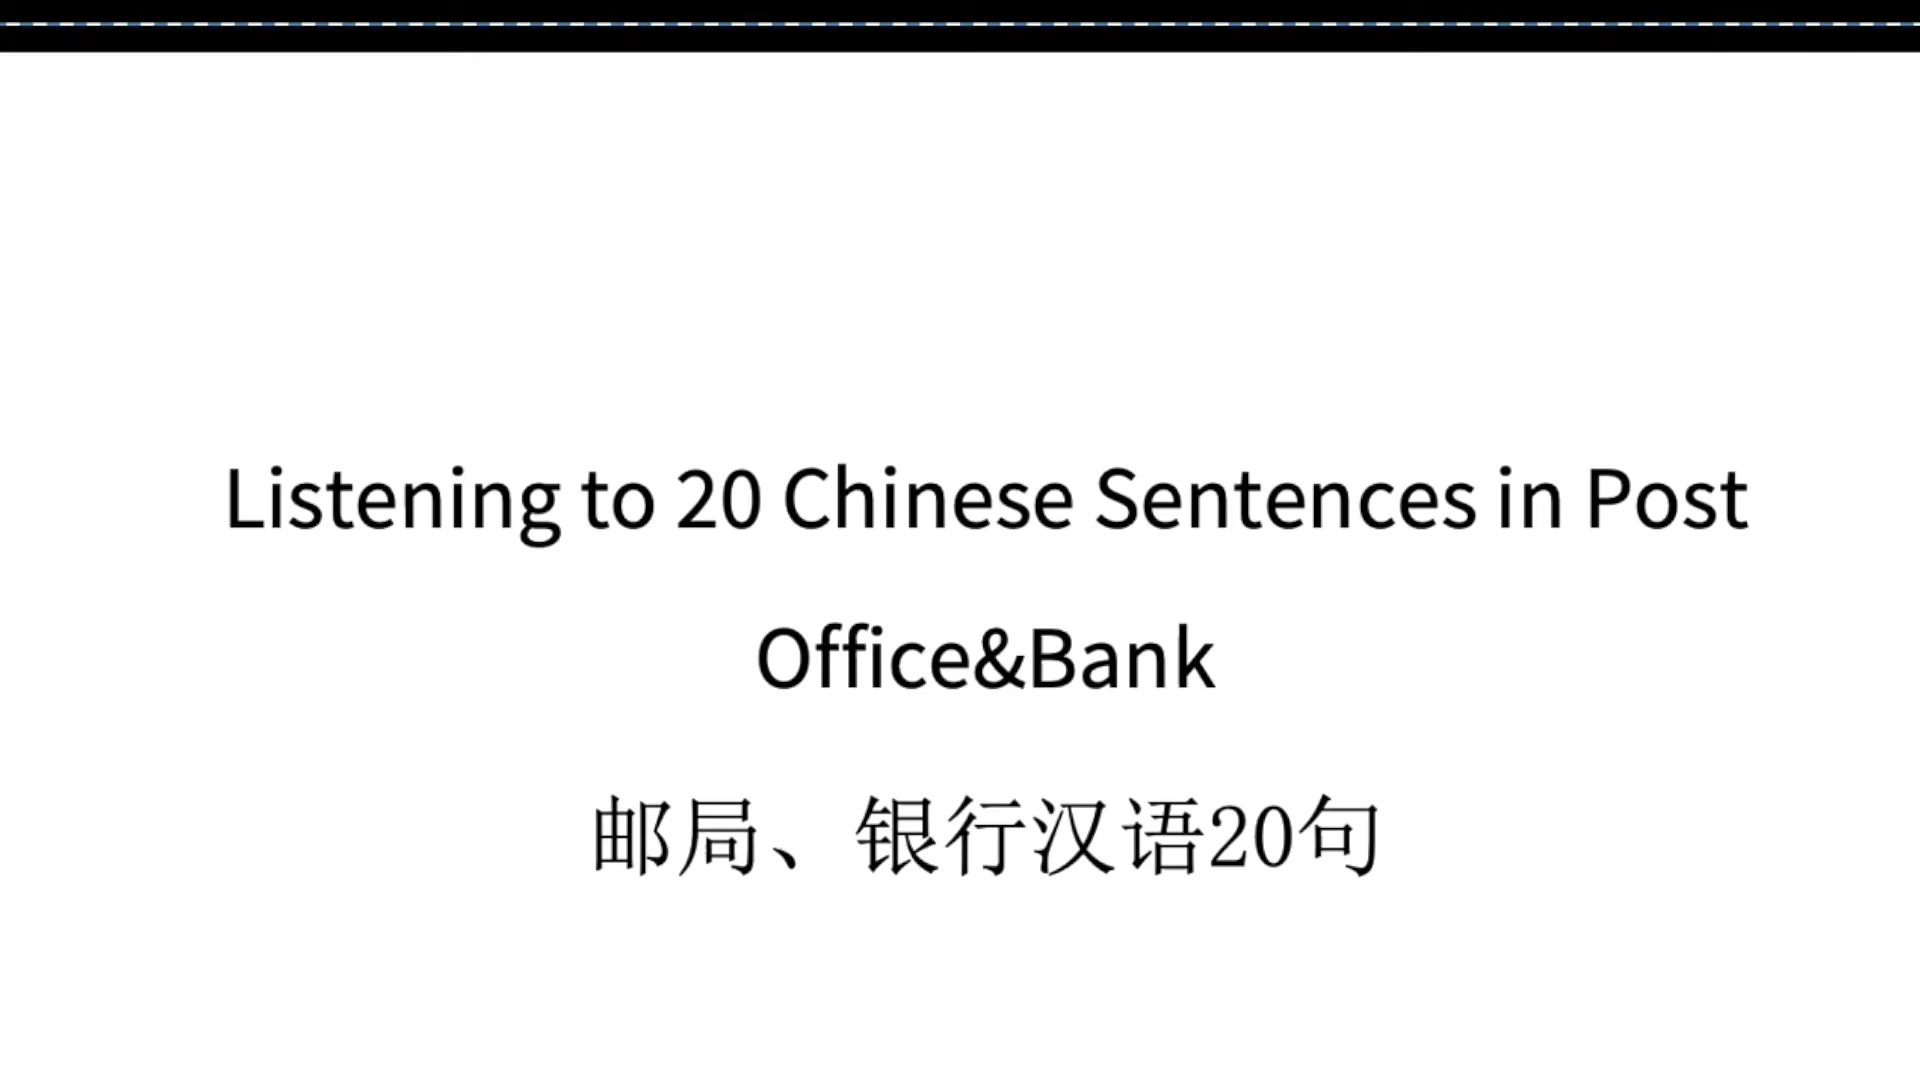 Listening to 20 Chinese Sentences in Post
Office&Bank
邮局、银行汉语20句